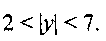 2 < |y| < 7.